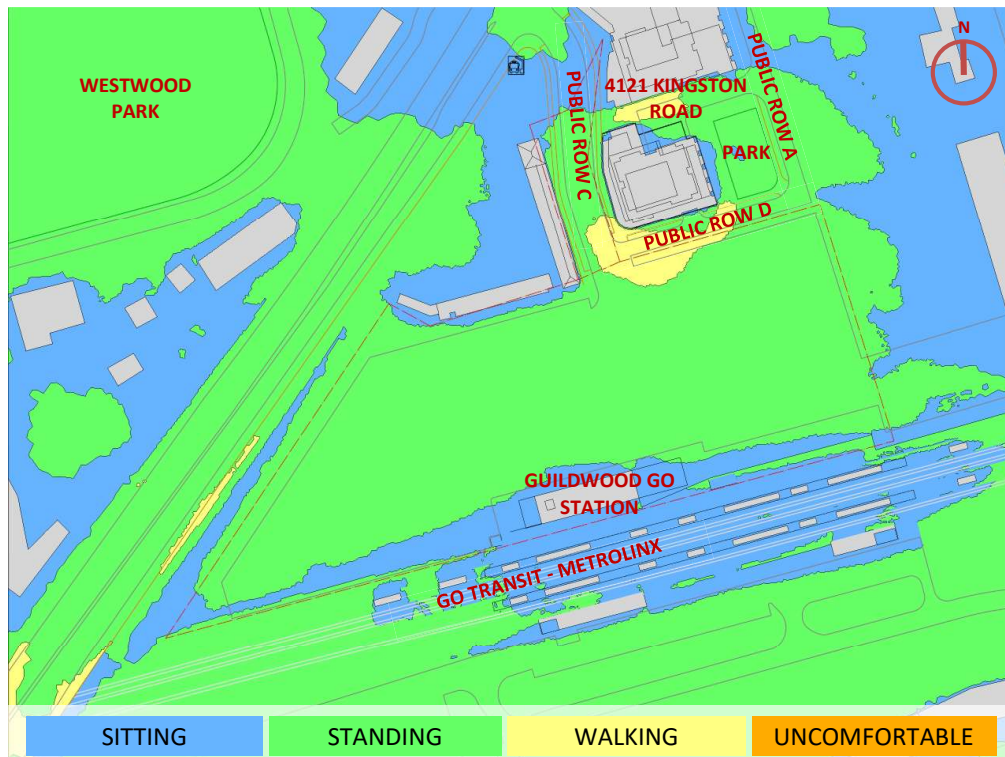 N
WESTWOOD
PARK
PUBLIC ROW C
4121 KINGSTON
ROAD
PUBLIC ROW A
PARK
PUBLIC ROW D
GUILDWOOD GO
STATION
GO TRANSIT - METROLINX
SITTING
STANDING
WALKING
UNCOMFORTABLE